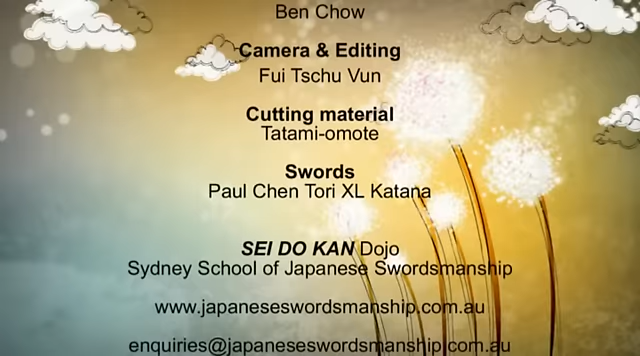 Ben Chow
Camera & Editing
Fui Tschu Vun
Cutting material
Tatami-omote
Swords
Paul Chen Tori XL Katana
SEI DO KAN Dojo
Sydney School of Japanese Swordsmanship
www.japaneseswordsmanship.com.au
enquiries@japaneseswordsmanship.com.au